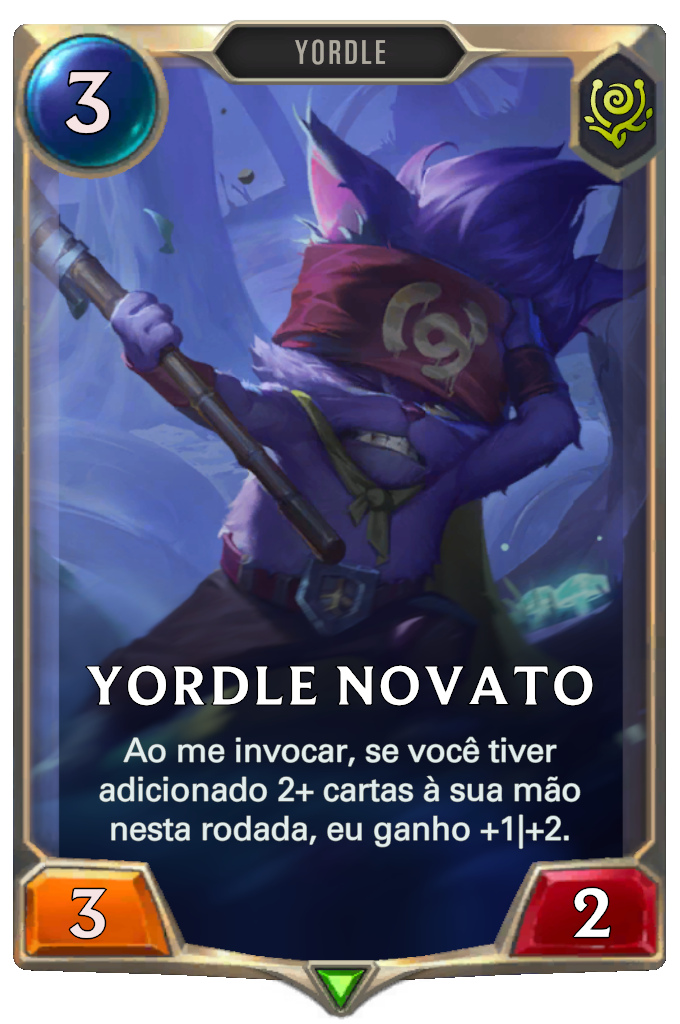 YORDLE
3
YORDLE NOVATO
Ao me invocar, se você tiver
adicionado 2+ cartas à sua mão
nesta rodada, eu ganho +1|+2.
3
2